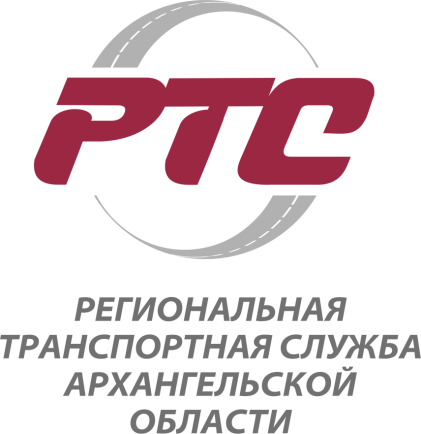 РТС
РЕГИОНАЛЬНАЯ
ТРАНСПОРТНАЯ СЛУЖБА
АРХАНГЕЛЬСКОЙ
ОБЛАСТИ